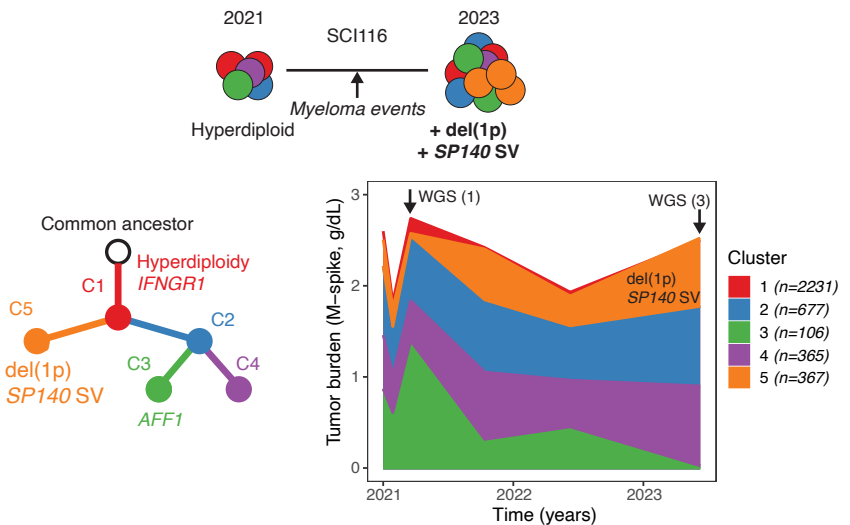 2021
2023
SCI116
Myeloma events
Hyperdiploid
+ del(1p)
+ SP140 SV
Common ancestor
Hyperdiploidy
IFNGR1
C1
C5
C2
del(1p)
SP140 SV
C3
C4
AFF1
Tumor burden (M−spike, g/dL)
3
2
1
0
WGS (1)
WGS (3)
del(1p)
SP140 SV
2021
2022
2023
Time (years)
Cluster
1 (n=2231)
2 (n=677)
3 (n=106)
4 (n=365)
5 (n=367)